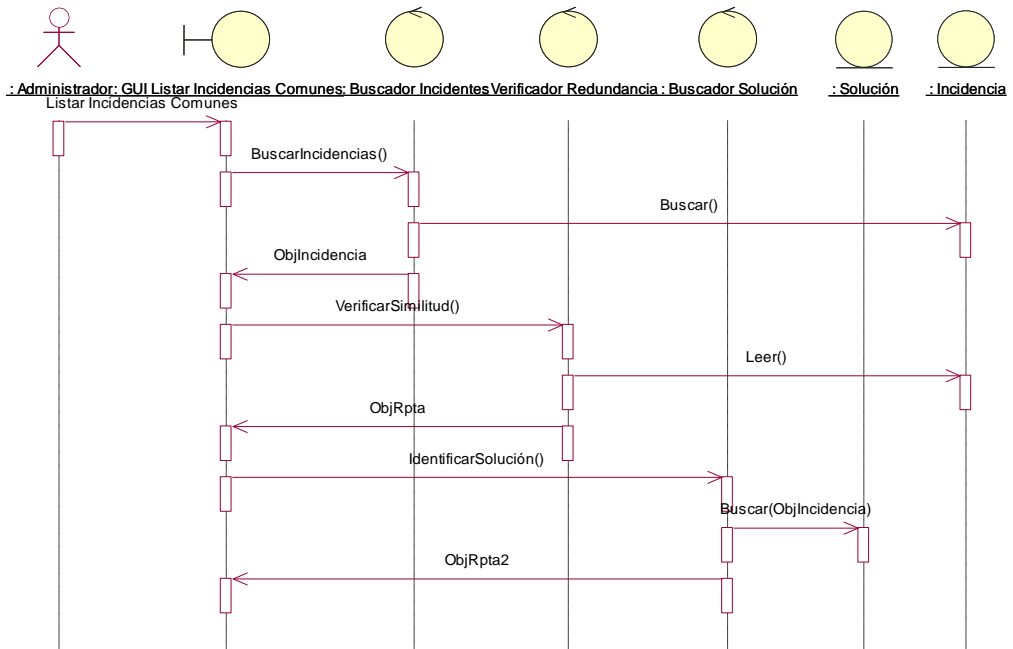 : Administrador: GUI Listar Incidencias Comunes: Buscador Incidentes Verificador Redundancia : Buscador Solución : Solución : Incidencia
Listar Incidencias Comunes
BuscarIncidencias()
Buscar()
ObjIncidencia
VerificarSimilitud()
Leer()
ObjRpta
IdentificarSolución()
Buscar(ObjIncidencia)
ObjRpta2